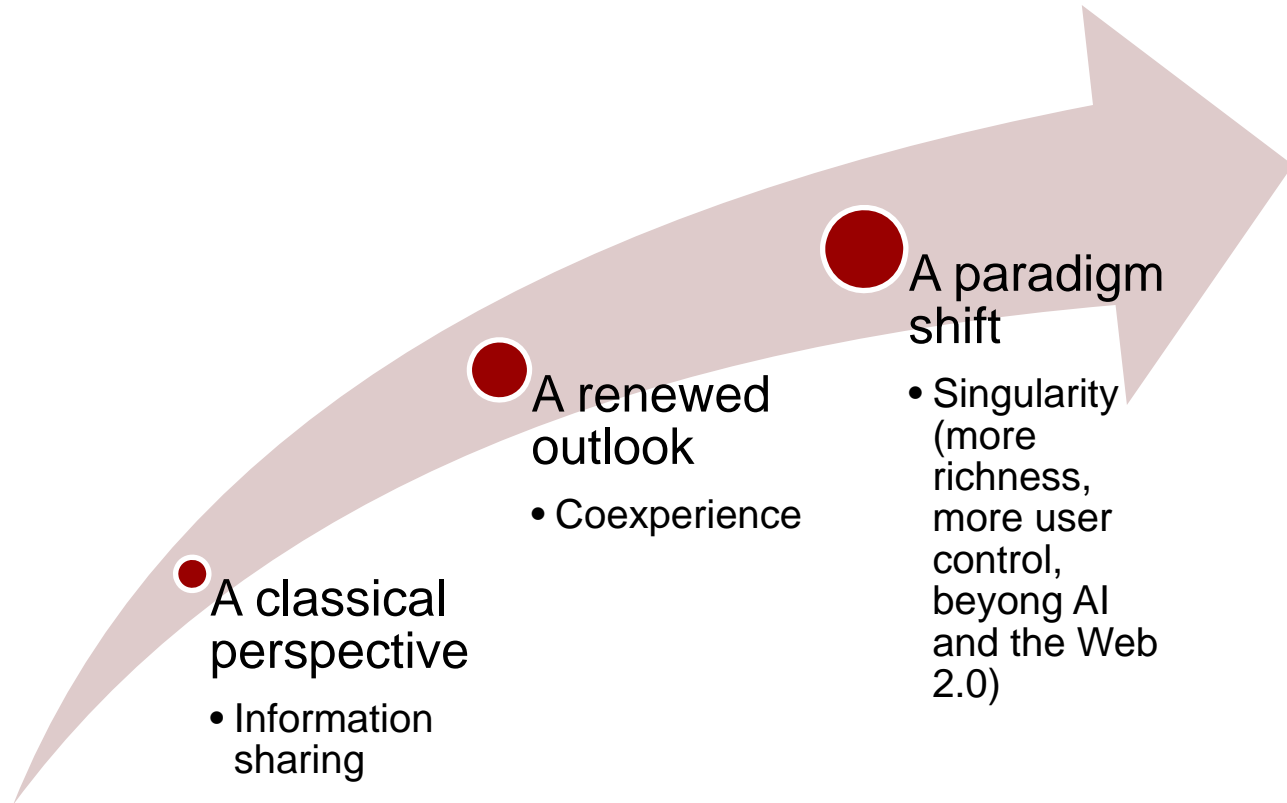 A classical
perspective
• Information
sharing
A renewed
outlook
• Coexperience
A paradigm
shift
• Singularity
(more
richness,
more user
control,
beyong AI
and the Web
2.0)